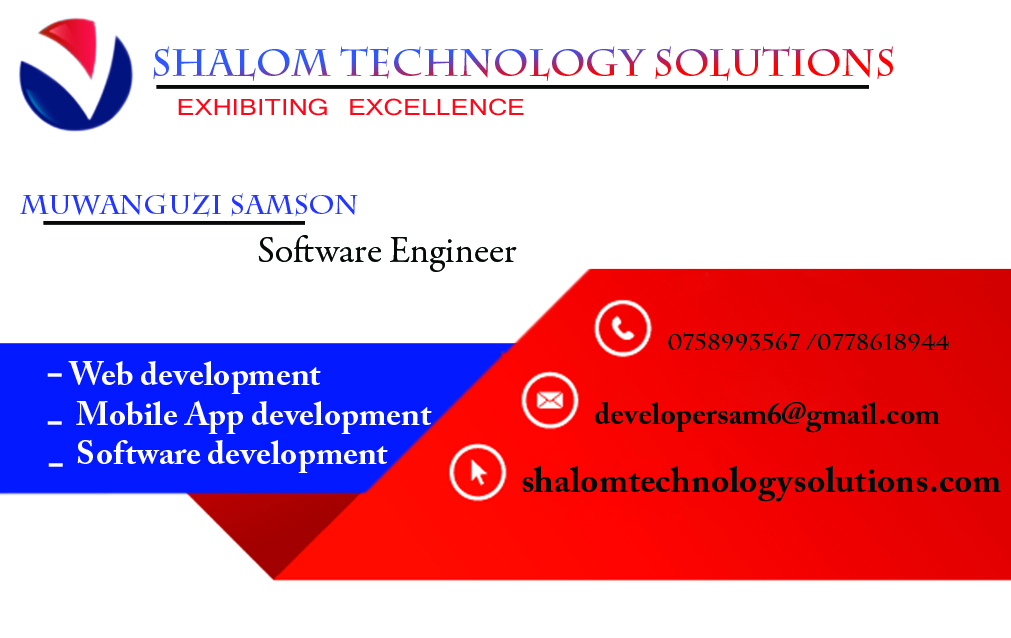 SHALOM TECHNOLOGY SOLUTIONS
EXHIBITING EXCELLENCE
MUWANGUZI SAMSON
Software Engineer
0758993567 /0778618944
– Web development
– Mobile App development
– Software development
developersam6@gmail.com
shalomtechnologysolutions.com